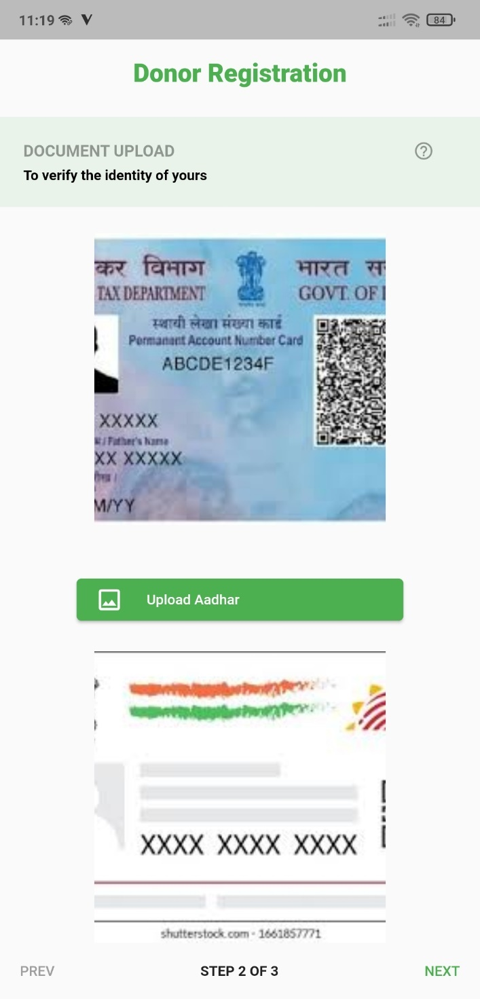 11:19
84
Donor Registration
DOCUMENT UPLOAD
To verify the identity of yours
कर विभाग
भारत स
TAX DEPARTMENT
GOVT. OF I
स्थायी लेखा संख्या कार्ड
Permanent Account Number Card
ABCDE1234F
XXXXX
/ Father's Name
XX XXXXX
M/YY
Upload Aadhar
XXXX XXXX XXXX
shutterstock.com - 1661857771
PREV
STEP 2 OF 3
NEXT